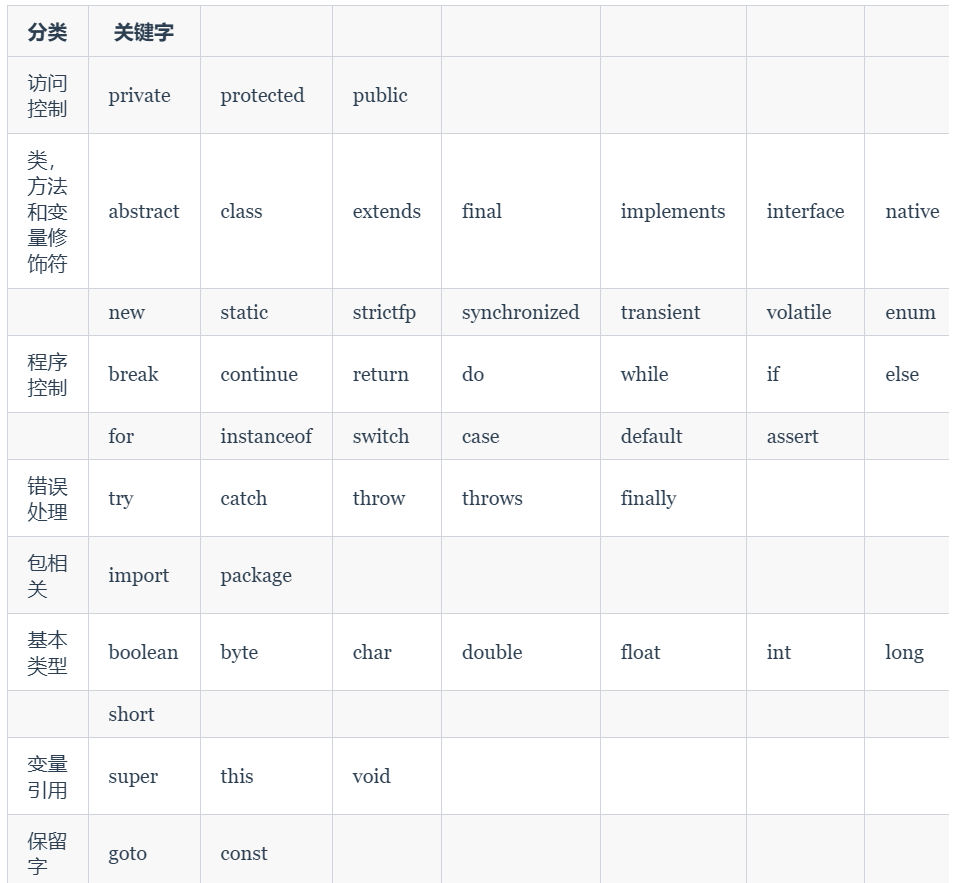 分类 关键字
访问
控制 private protected public
类，
方法
和变
量修
饰符 abstract class extends final implements interface native
new static strictfp synchronized transient volatile enum
程序
控制 break continue return do while if else
for instanceof switch case default assert
错误
处理 try catch throw throws finally
包相
关 import package
基本
类型 boolean byte char double float int long
short
变量
引用 super this void
保留
字 goto const